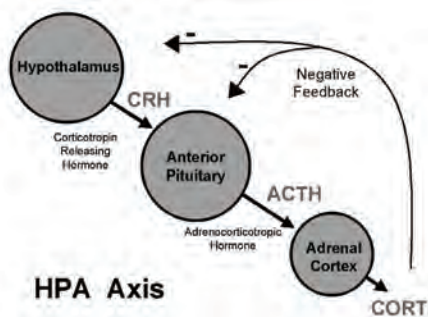 Hypothalamus
-
-
Negative
Feedback
CRH
Corticotropin
Releasing
Hormone
Anterior
Pituitary
ACTH
Adrenocorticotropic
Hormone
Adrenal
Cortex
HPA Axis
CORT